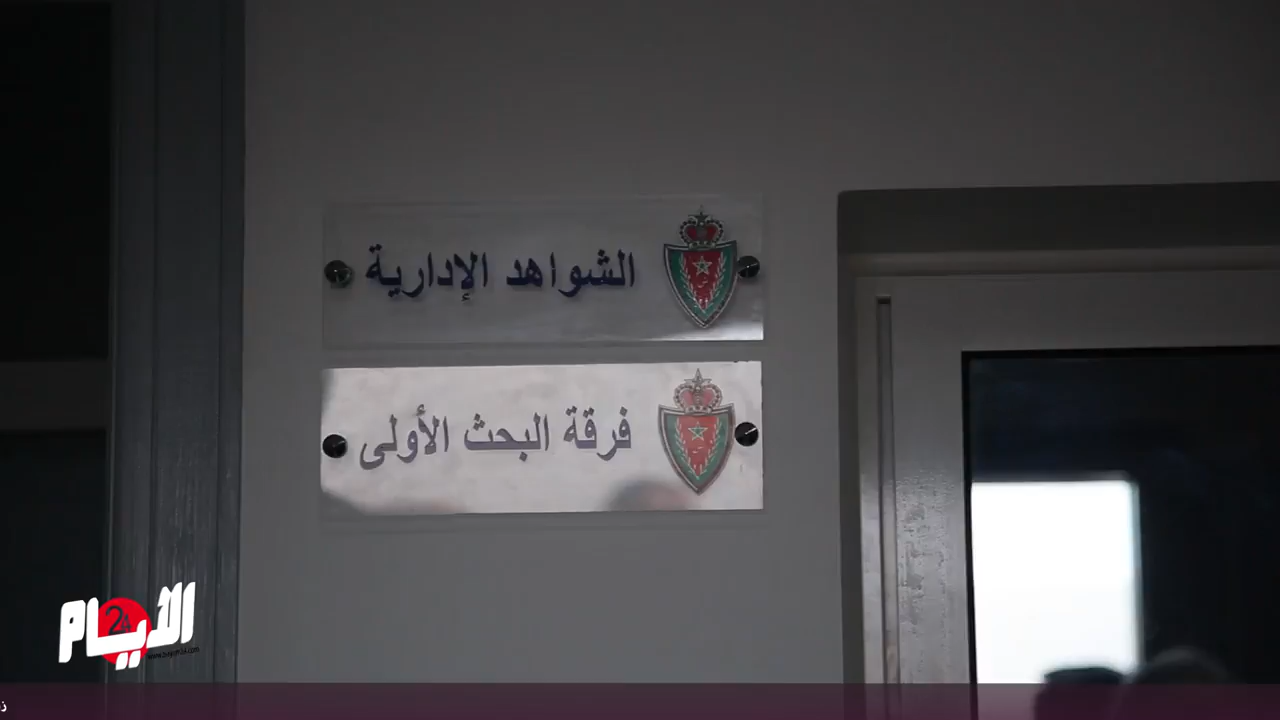 الشواهد الإدارية
فرقة البحث الأولى
الأيام 24